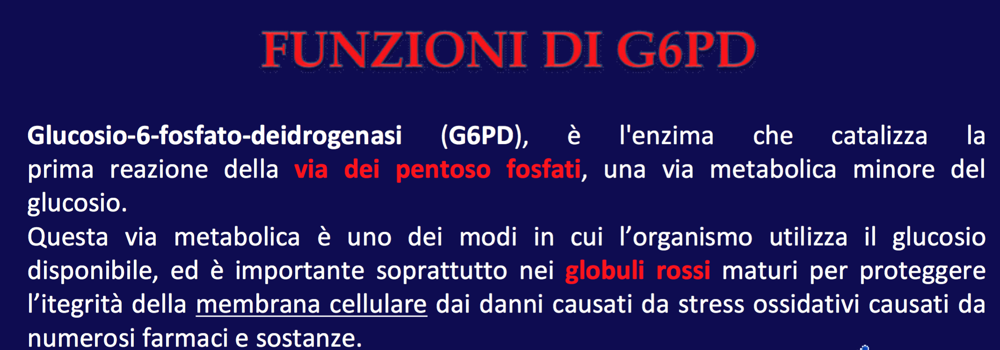 FUNZIONI DI G6PD
Glucosio-6-fosfato-deidrogenasi (G6PD), è l'enzima che catalizza la
prima reazione della via dei pentoso fosfati, una via metabolica minore del
glucosio.
Questa via metabolica è uno dei modi in cui l’organismo utilizza il glucosio
disponibile, ed è importante soprattutto nei globuli rossi maturi per proteggere
l’itegrità della membrana cellulare dai danni causati da stress ossidativi causati da
numerosi farmaci e sostanze.